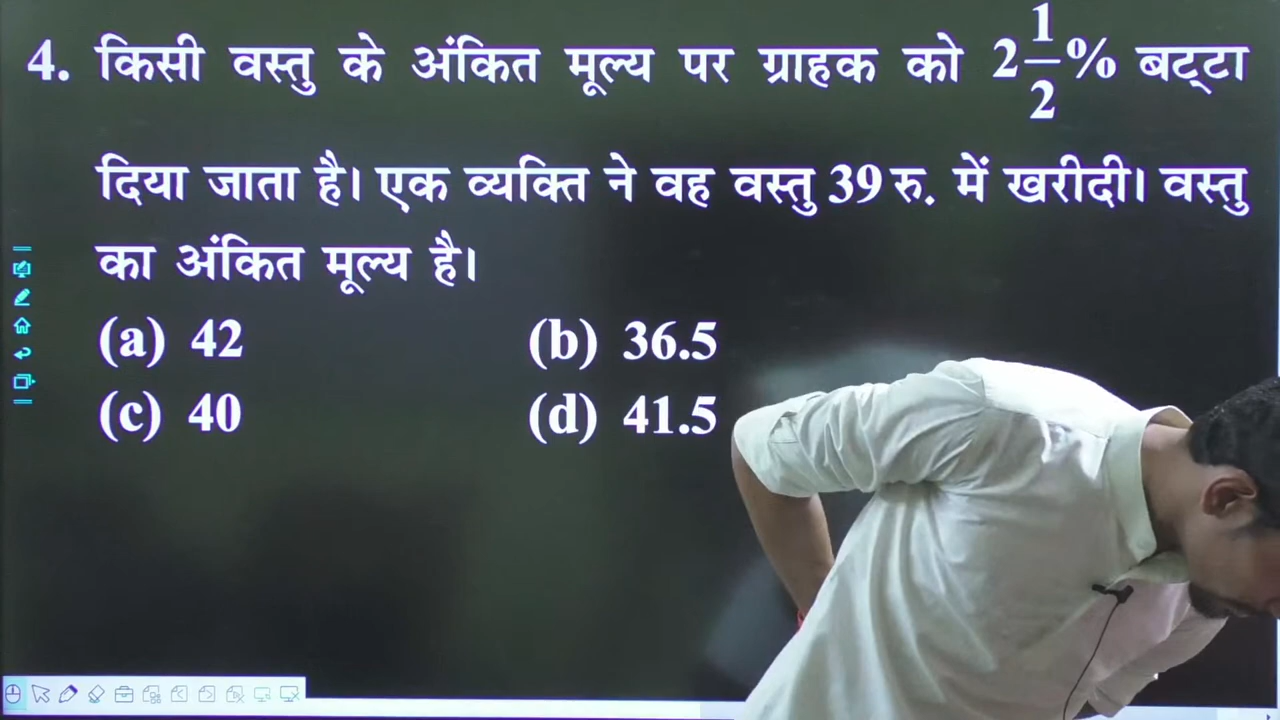 4. किसी वस्तु के अंकित मूल्य पर ग्राहक को 2 1/2% बट्टा
दिया जाता है। एक व्यक्ति ने वह वस्तु 39 रु. में खरीदी। वस्तु
का अंकित मूल्य है।
(a) 42 (b) 36.5
(c) 40 (d) 41.5